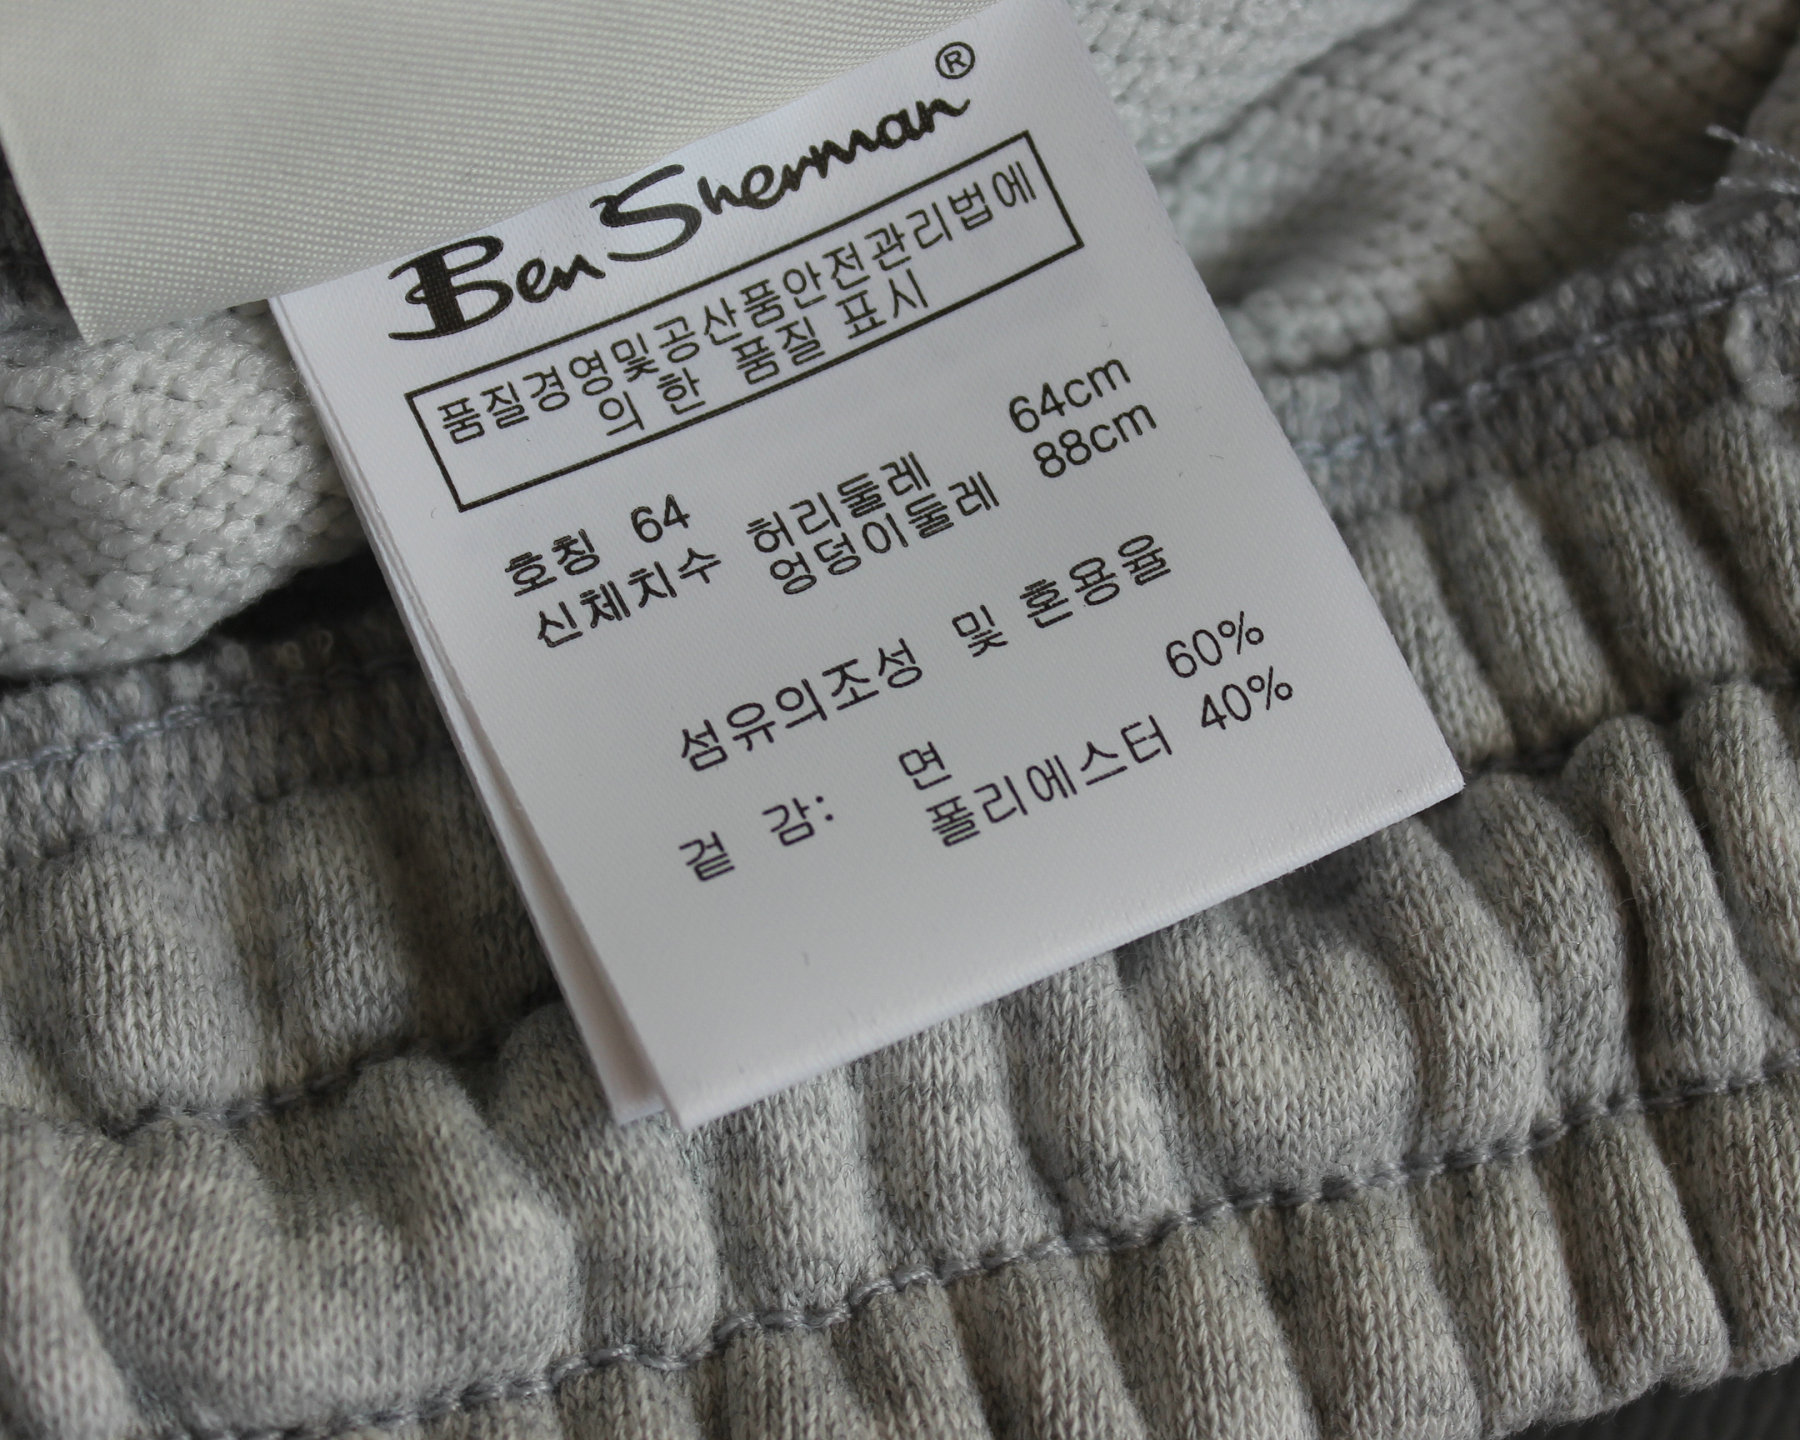 Ben Sherman®
품질경영및공산품안전관리법에
의 한 품질 표시
호칭 64 허리둘레 64cm
신체치수 엉덩이둘레 88cm
섬유의조성 및 혼용율
겉 감: 면 60%
폴리에스터 40%